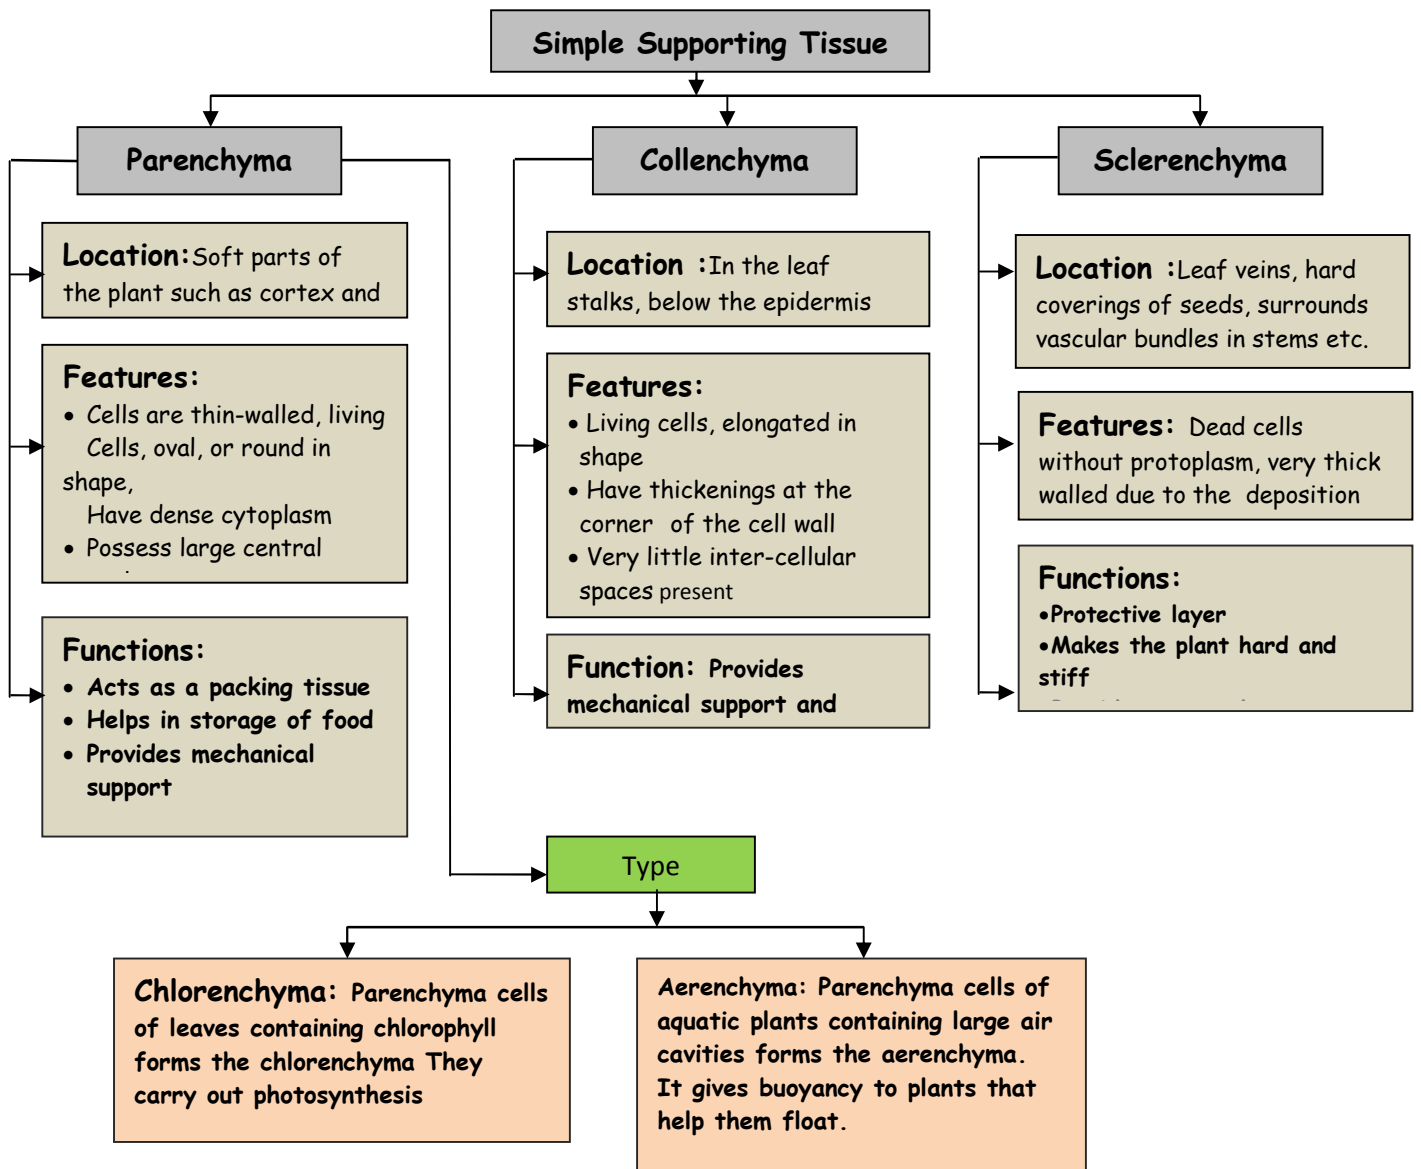 Simple Supporting Tissue
Parenchyma
Location:Soft parts of
the plant such as cortex and
Features:
• Cells are thin-walled, living
Cells, oval, or round in
shape,
Have dense cytoplasm
• Possess large central
Functions:
• Acts as a packing tissue
• Helps in storage of food
• Provides mechanical
support
Collenchyma
Location :In the leaf
stalks, below the epidermis
Features:
• Living cells, elongated in
shape
• Have thickenings at the
corner of the cell wall
• Very little inter-cellular
spaces present
Function: Provides
mechanical support and
Sclerenchyma
Location :Leaf veins, hard
coverings of seeds, surrounds
vascular bundles in stems etc.
Features: Dead cells
without protoplasm, very thick
walled due to the deposition
Functions:
•Protective layer
•Makes the plant hard and
stiff
Type
Chlorenchyma: Parenchyma cells
of leaves containing chlorophyll
forms the chlorenchyma They
carry out photosynthesis
Aerenchyma: Parenchyma cells of
aquatic plants containing large air
cavities forms the aerenchyma.
It gives buoyancy to plants that
help them float.